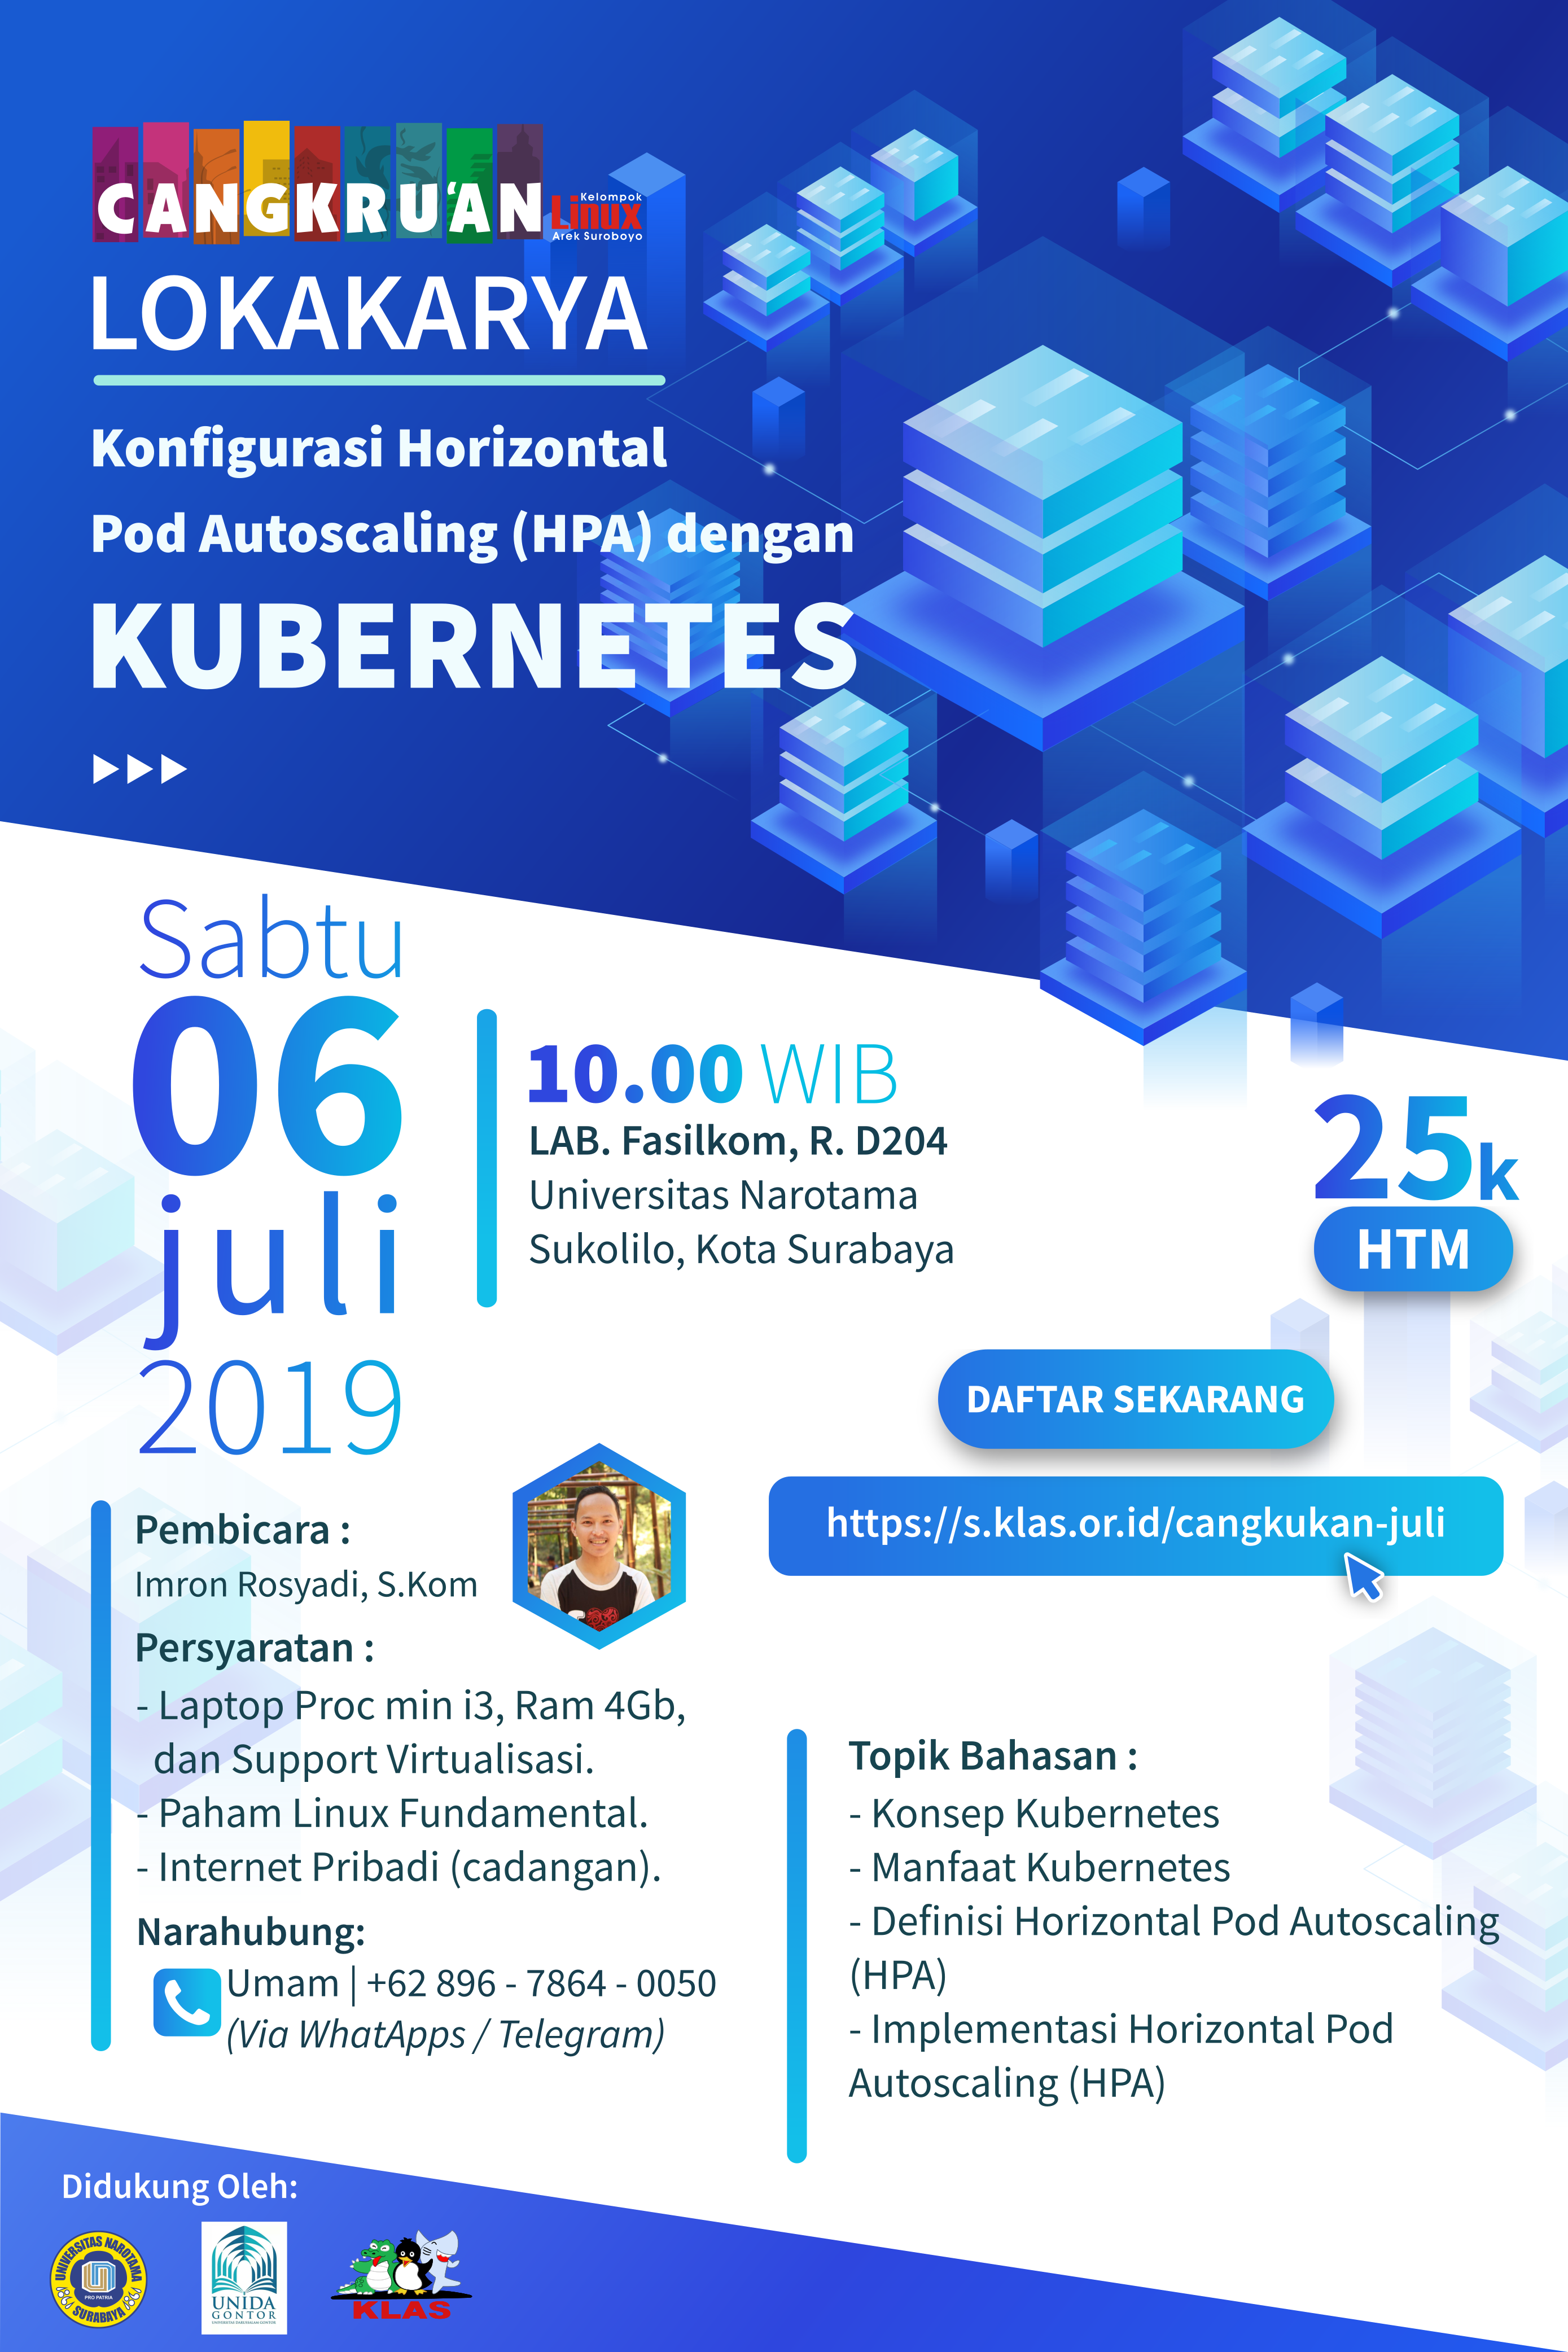 CANGKRU'AN
Kelompok
Linux
Arek Suroboyo
LOKAKARYA
Konfigurasi Horizontal
Pod Autoscaling (HPA) dengan
KUBERNETES
Sabtu
06
juli
2019
10.00 WIB
LAB. Fasilkom, R. D204
Universitas Narotama
Sukolilo, Kota Surabaya
25k
HTM
DAFTAR SEKARANG
https://s.klas.or.id/cangkukan-juli
Pembicara :
Imron Rosyadi, S.Kom
Persyaratan :
- Laptop Proc min i3, Ram 4Gb,
dan Support Virtualisasi.
- Paham Linux Fundamental.
- Internet Pribadi (cadangan).
Narahubung:
Umam | +62 896 - 7864 - 0050
(Via WhatApps / Telegram)
Topik Bahasan :
- Konsep Kubernetes
- Manfaat Kubernetes
- Definisi Horizontal Pod Autoscaling
(HPA)
- Implementasi Horizontal Pod
Autoscaling (HPA)
Didukung Oleh:
UNIVERSITAS NAROTAMA
PRO PATRIA
SURABAYA
UNIDA
GONTOR
KLAS